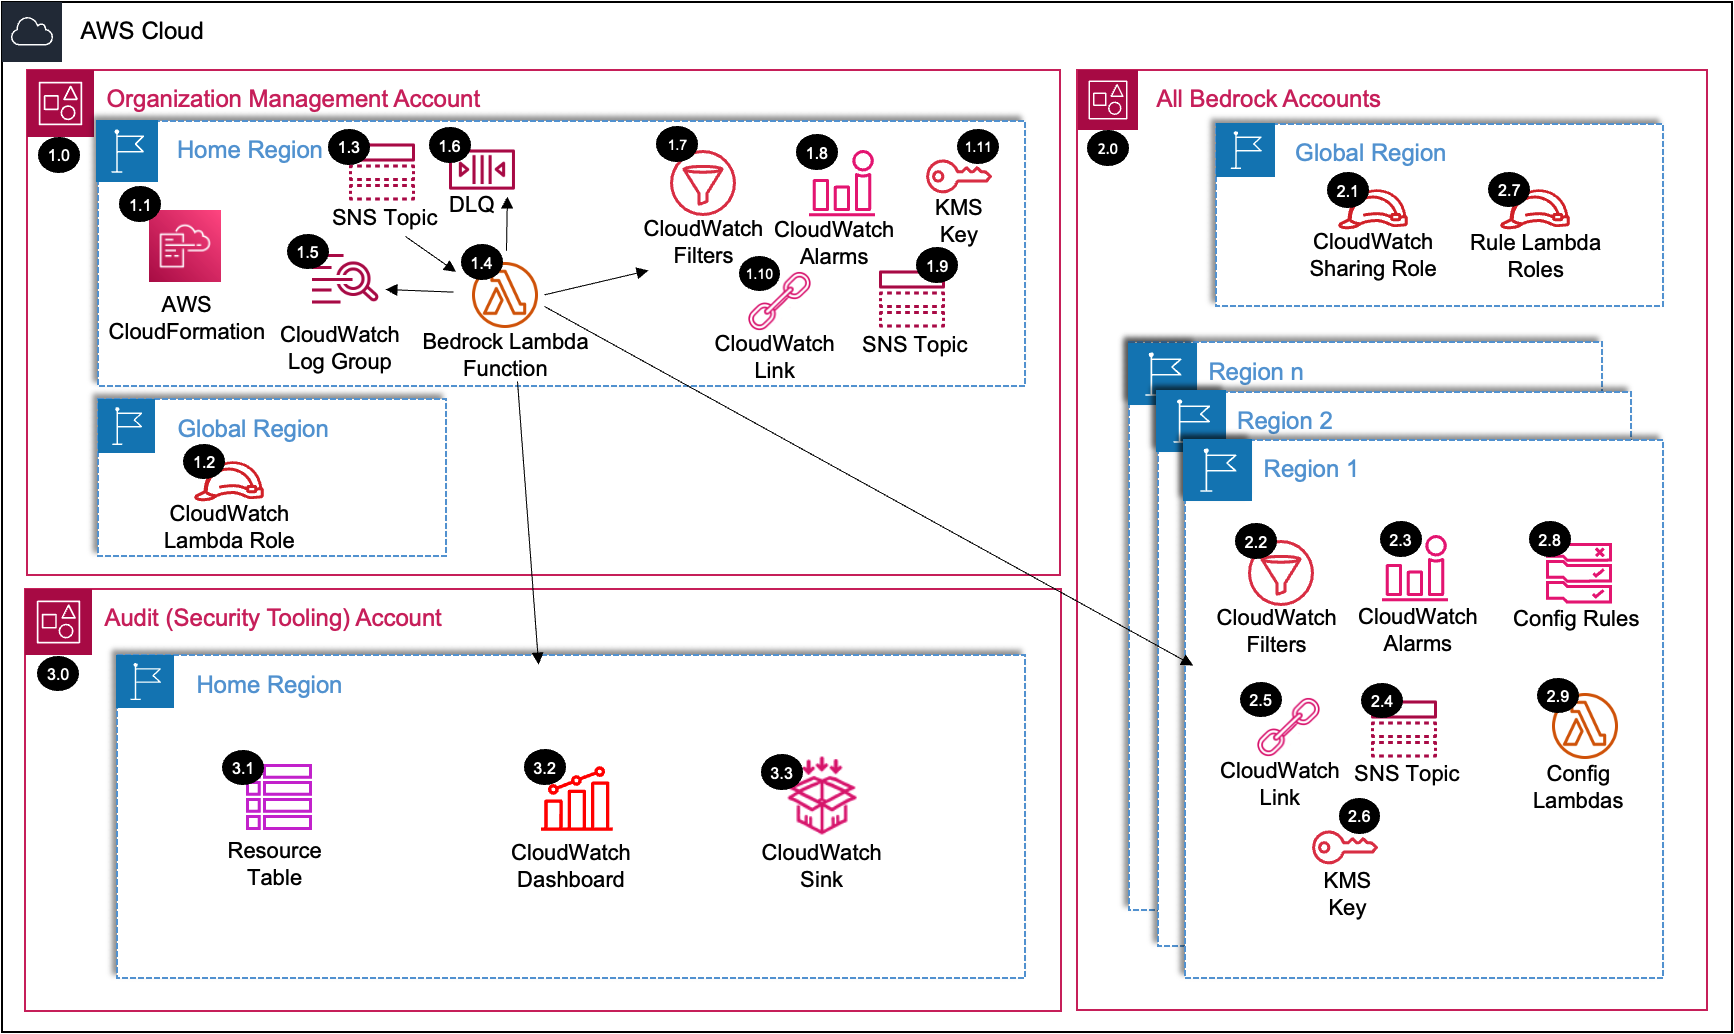 AWS Cloud
Organization Management Account
1.0
Home Region
1.1
AWS
CloudFormation
1.3
SNS Topic
1.6
DLQ
1.5
CloudWatch
Log Group
1.4
Bedrock Lambda
Function
1.7
CloudWatch
Filters
1.8
CloudWatch
Alarms
1.11
KMS
Key
1.10
CloudWatch
Link
1.9
SNS Topic
Global Region
1.2
CloudWatch
Lambda Role
Audit (Security Tooling) Account
3.0
Home Region
3.1
Resource
Table
3.2
CloudWatch
Dashboard
3.3
CloudWatch
Sink
All Bedrock Accounts
2.0
Global Region
2.1
CloudWatch
Sharing Role
2.7
Rule Lambda
Roles
Region n
Region 2
Region 1
2.2
CloudWatch
Filters
2.3
CloudWatch
Alarms
2.8
Config Rules
2.5
CloudWatch
Link
2.4
SNS Topic
2.9
Config
Lambdas
2.6
KMS
Key